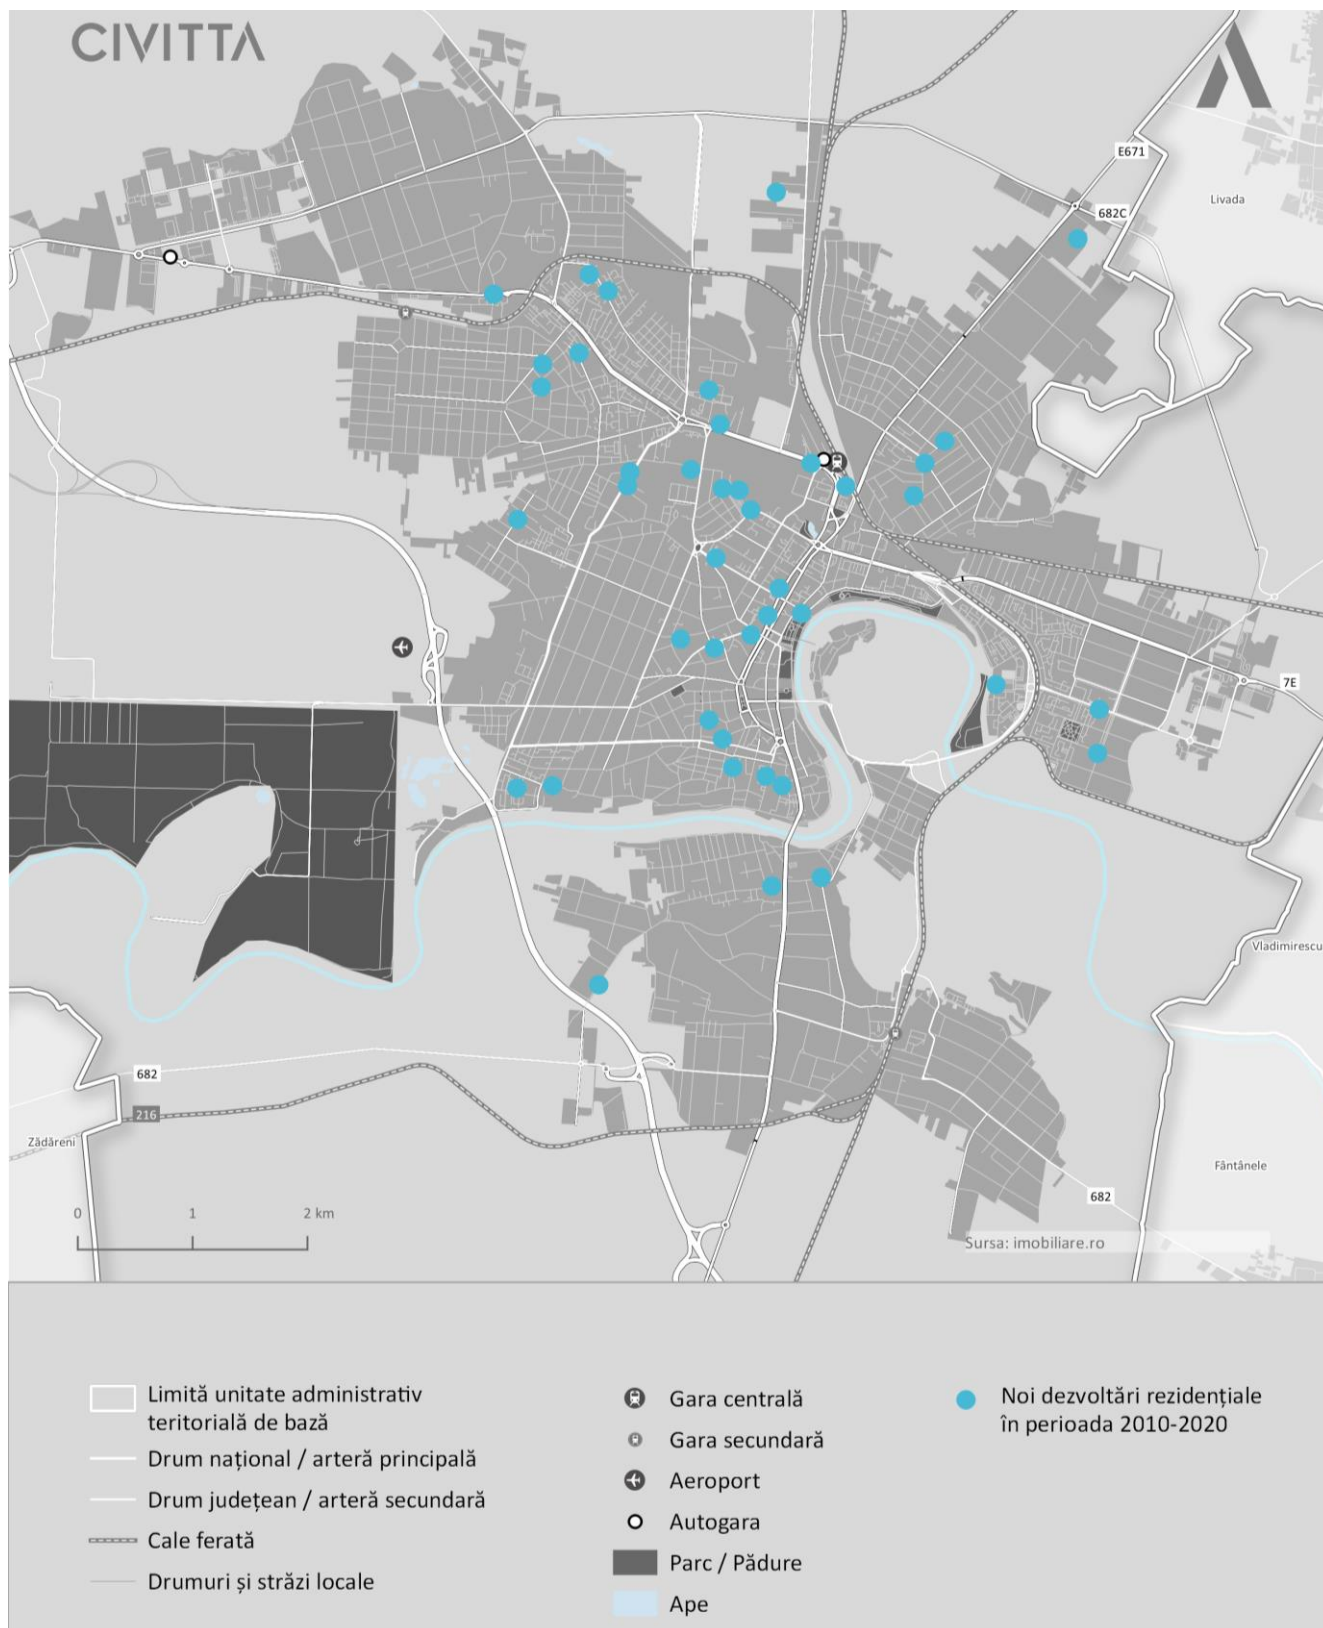 CIVITTA
E671
Livada
682C
7E
Vladimirescu
682
216
Zădăreni
Fântânele
682
0 1 2 km
Sursa: imobiliare.ro
Limită unitate administrativ
teritorială de bază
Drum național / arteră principală
Drum județean / arteră secundară
Cale ferată
Drumuri și străzi locale
Gara centrală
Gara secundară
Aeroport
Autogara
Parc / Pădure
Ape
Noi dezvoltări rezidențiale
în perioada 2010-2020